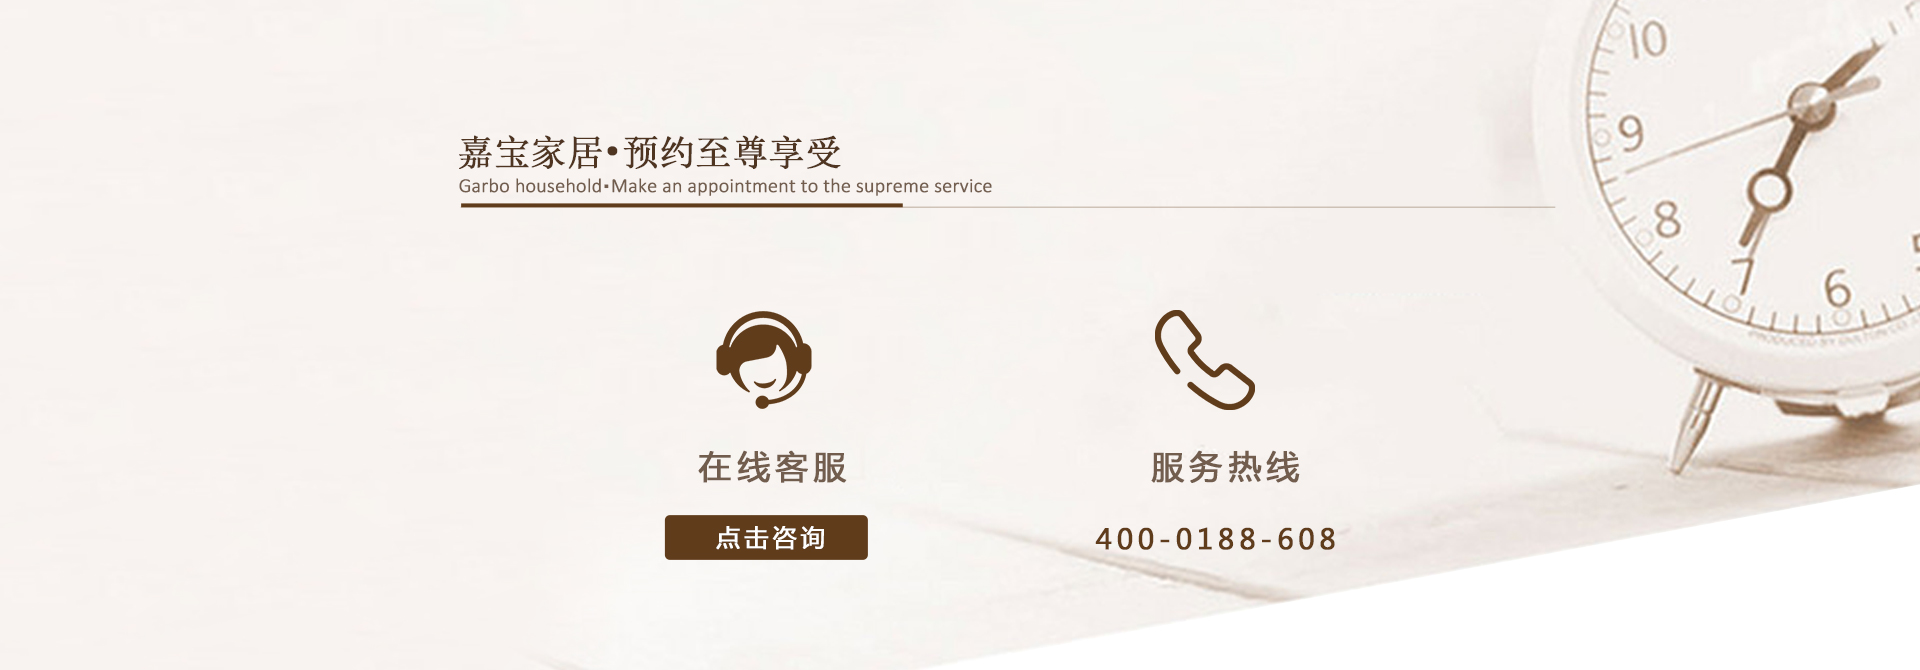 嘉宝家居•预约至尊享受
Garbo household▪Make an appointment to the supreme service
在线客服
服务热线
点击咨询
400-0188-608
10
9
8
7
6